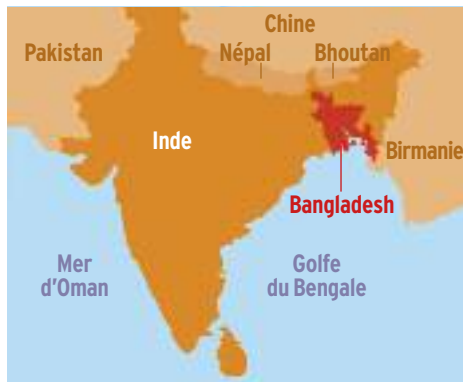 Chine
Pakistan
Népal
Bhoutan
Inde
Birmanie
Bangladesh
Mer
d'Oman
Golfe
du Bengale